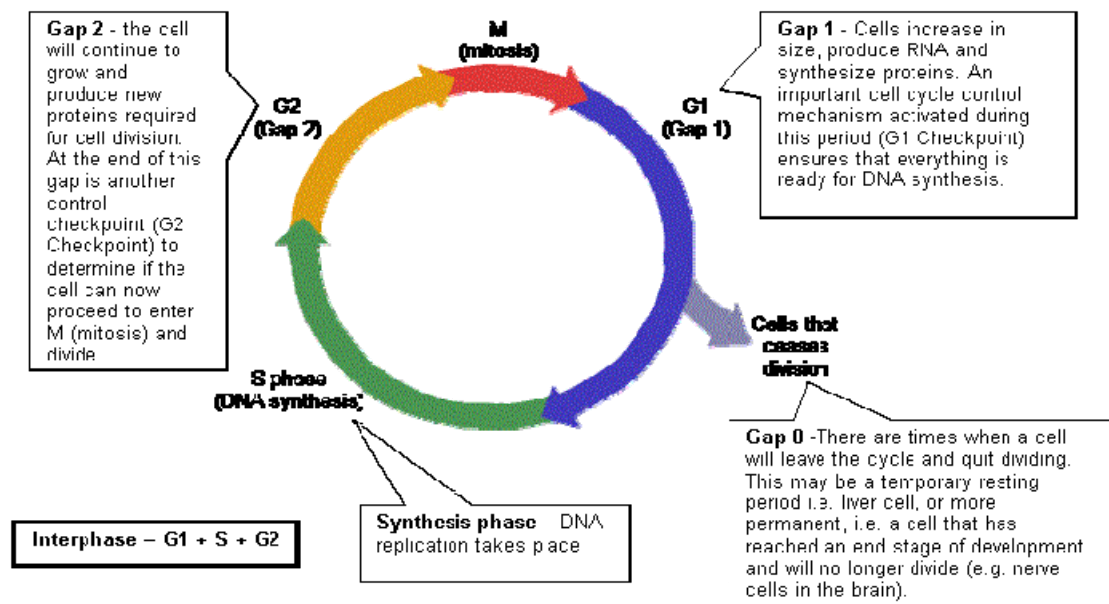 Gap 2 - the cell
will continue to
grow and
produce new
proteins required
for cell division.
At the end of this
gap is another
control
checkpoint (G2
Checkpoint) to
determine if the
cell can now
proceed to enter
M (mitosis) and
divide
M
(mitosis)
G2
(Gap 2)
G1
(Gap 1)
Gap 1 - Cells increase in
size, produce RNA and
synthesize proteins. An
important cell cycle control
mechanism activated during
this period (G1 Checkpoint)
ensures that everything is
ready for DNA synthesis.
Cells that
ceases
division
S phase
(DNA synthesis)
Gap 0 -There are times when a cell
will leave the cycle and quit dividing.
This may be a temporary resting
period i.e. liver cell, or more
permanent, i.e. a cell that has
reached an end stage of development
and will no longer divide (e.g. nerve
cells in the brain).
Synthesis phase DNA
replication takes place
Interphase – G1 + S + G2